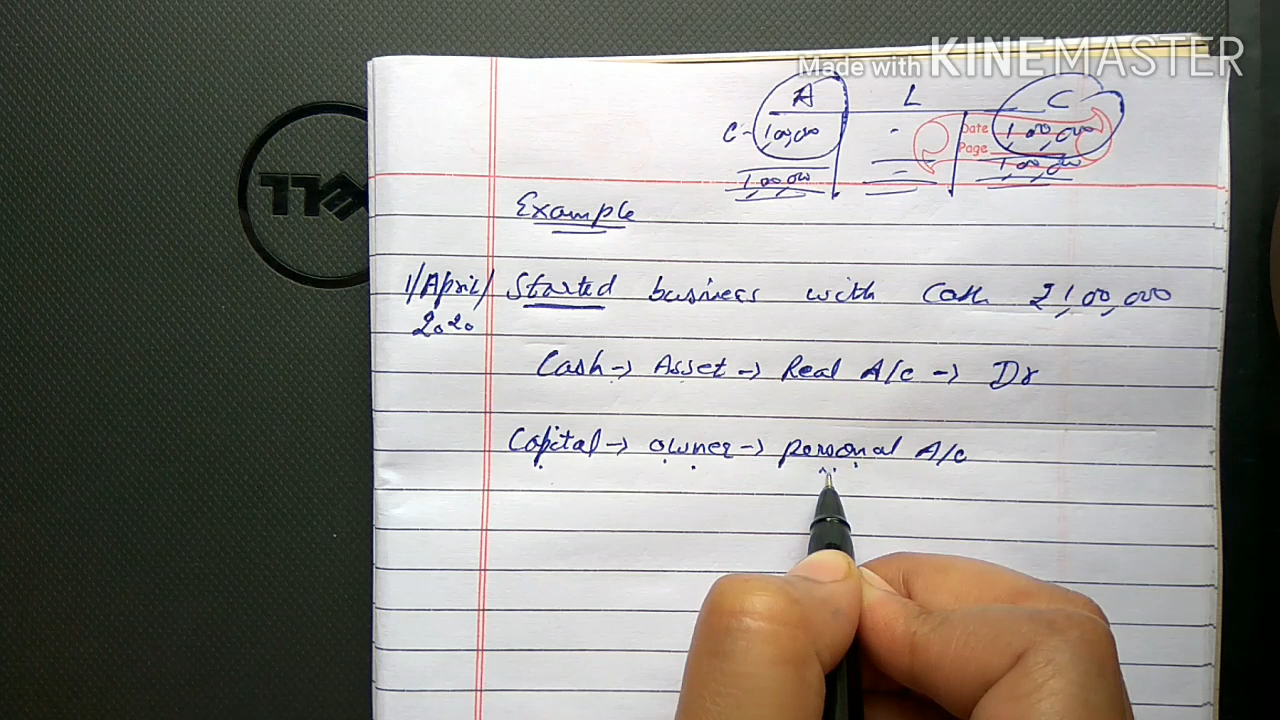 Made with KINEMASTER
A L C
C - 1,00,000 - 1,00,000
Date
Page
1,00,000 - 1,00,000
Example
1/April/ Started business with Cash ₹1,00,000
2020
Cash → Asset → Real A/c → Dr
Capital → owner → personal A/c
DELL